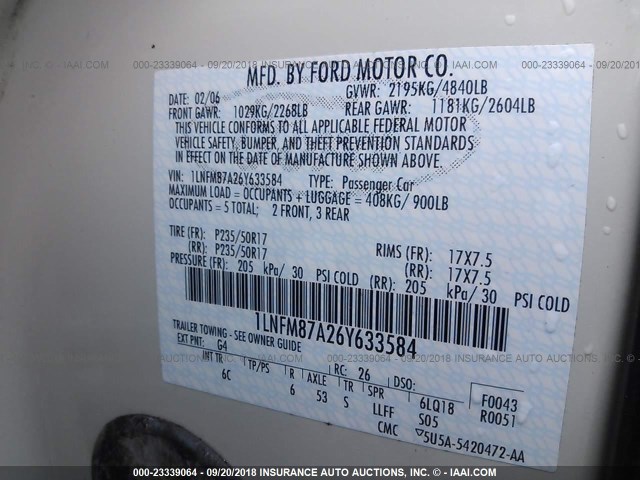 000-23339064 - 09/20/2018 INSURANCE AUTO AUCTIONS - © - IAAI.COM
MFD. BY FORD MOTOR CO.
DATE: 02/06 GVWR: 2195KG/4840LB
FRONT GAWR: 1029KG/2268LB REAR GAWR: 1181KG/2604LB
THIS VEHICLE CONFORMS TO ALL APPLICABLE FEDERAL MOTOR
VEHICLE SAFETY, BUMPER, AND THEFT PREVENTION STANDARDS
IN EFFECT ON THE DATE OF MANUFACTURE SHOWN ABOVE.
VIN: 1LNFM87A26Y633584 TYPE: Passenger Car
MAXIMUM LOAD = OCCUPANTS + LUGGAGE = 408KG/ 900LB
OCCUPANTS = 5 TOTAL; 2 FRONT, 3 REAR
TIRE (FR): P235/50R17 RIMS (FR): 17X7.5
(RR): P235/50R17 (RR): 17X7.5
PRESSURE (FR): 205 kPa/ 30 PSI COLD (RR): 205 kPa/ 30 PSI COLD
1LNFM87A26Y633584
TRAILER TOWING - SEE OWNER GUIDE
EXT PNT: G4 RC: 26 DSO: F0043
INT TR TP/PS R AXLE TR SPR R0051
6C 6 53 S LLFF 6LQ18
CMC S05
▽5U5A-5420472-AA
000-23339064 - 09/20/2018 INSURANCE AUTO AUCTIONS - © - IAAI.COM